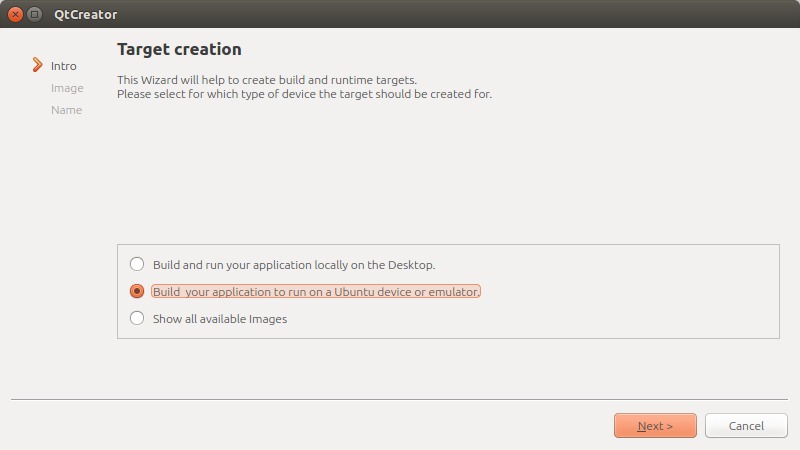 QtCreator
Target creation
Intro
Image
Name
This Wizard will help to create build and runtime targets.
Please select for which type of device the target should be created for.
Build and run your application locally on the Desktop.
Build  your application to run on a Ubuntu device or emulator.
Show all available Images
Next >
Cancel